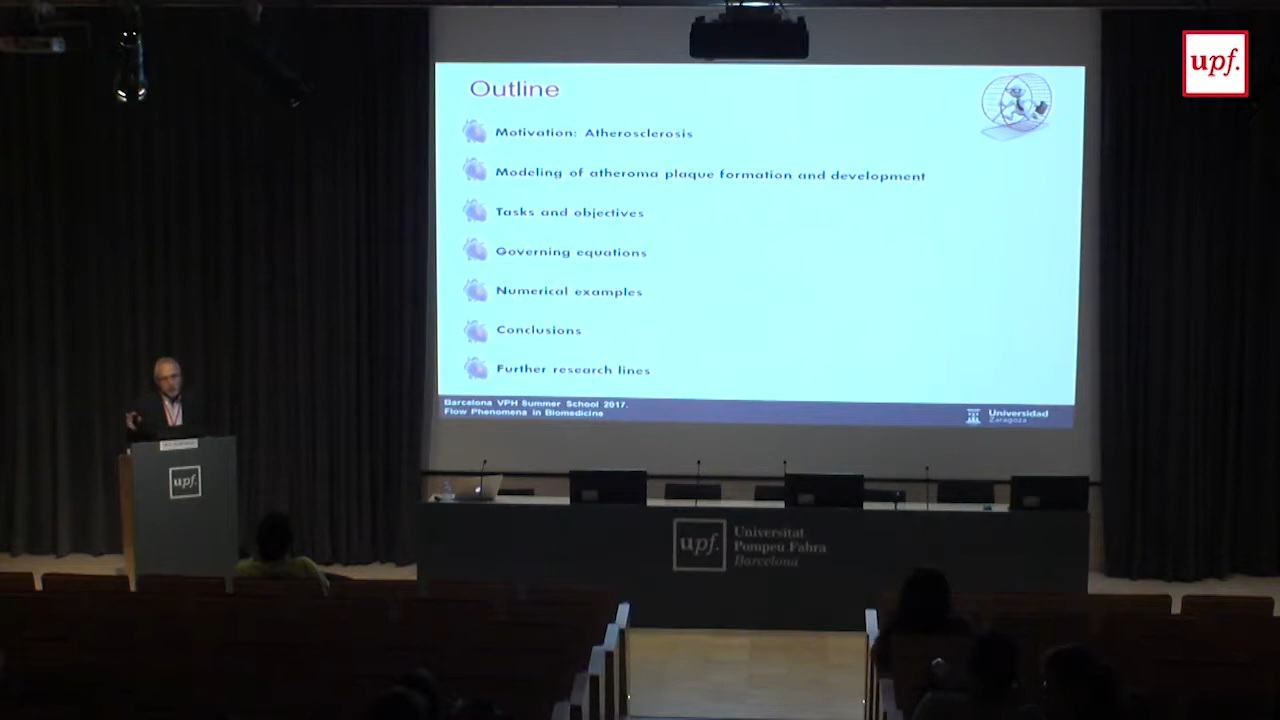 upf.
Outline
Motivation: Atherosclerosis
Modeling of atheroma plaque formation and development
Tasks and objectives
Governing equations
Numerical examples
Conclusions
Further research lines
Barcelona VPH Summer School 2017.
Flow Phenomena in Biomedicine
Universidad
Zaragoza
upf.
upf.
Universitat
Pompeu Fabra
Barcelona